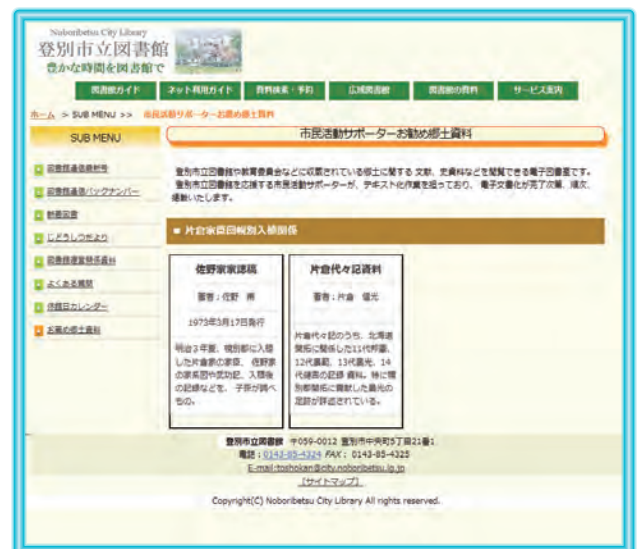 Noboribetsu City Library
登別市立図書館
豊かな時間を図書館で
図書館ガイド ネット利用ガイド 資料検索・予約 広域図書館 図書館の資料 サービス案内
ホーム > SUB MENU >> 市民活動サポーターお勧め郷土資料
SUB MENU
図書館通信最新号
図書館通信バックナンバー
新着図書
じどうしつだより
図書館運営関係資料
よくある質問
休館日カレンダー
お薦め郷土資料
市民活動サポーターお勧め郷土資料
登別市立図書館や教育委員会などに収蔵されている郷土に関する 文献、史資料などを閲覧できる電子図書室です。
登別市立図書館を応援する市民活動サポーターが、テキスト化作業を担っており、 電子文書化が完了次第、順次、
掲載いたします。
■ 片倉家臣団幌別入植関係
佐野家家譜稿
著者：佐野
1973年3月17日発行
明治3年夏、幌別郡に入植
した片倉家の家臣、 佐野家
の家系図や武功記、入植後
の記録などを、 子孫が調べ
もの。
片倉代々記資料
著者：片倉 信光
片倉代々記のうち、北海道
開拓に関係した11代邦憲、
12代景範、13代景光、14
代健吉の記録 資料。特に幌
別郡開拓に貢献した景光の
足跡が詳述されている。
登別市立図書館 〒059-0012 登別市中央町5丁目21番1
電話：0143-85-4324 FAX： 0143-85-4325
E-mail:toshokan@city.noboribetsu.lg.jp
[サイトマップ]
Copyright(C) Noboribetsu City Library All rights reserved.